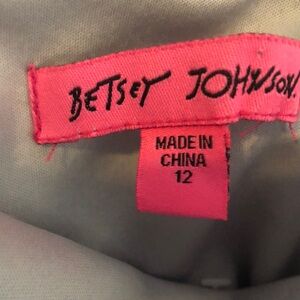 BETSEY JOHNSON.
MADE IN
CHINA
12